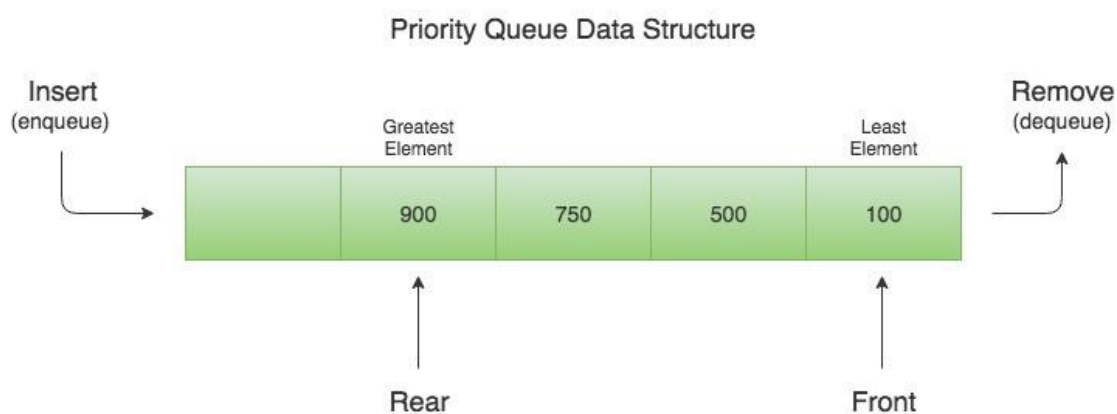 Priority Queue Data Structure
Insert
(enqueue)
Remove
(dequeue)
Greatest
Element
Least
Element
900
750
500
100
Rear
Front